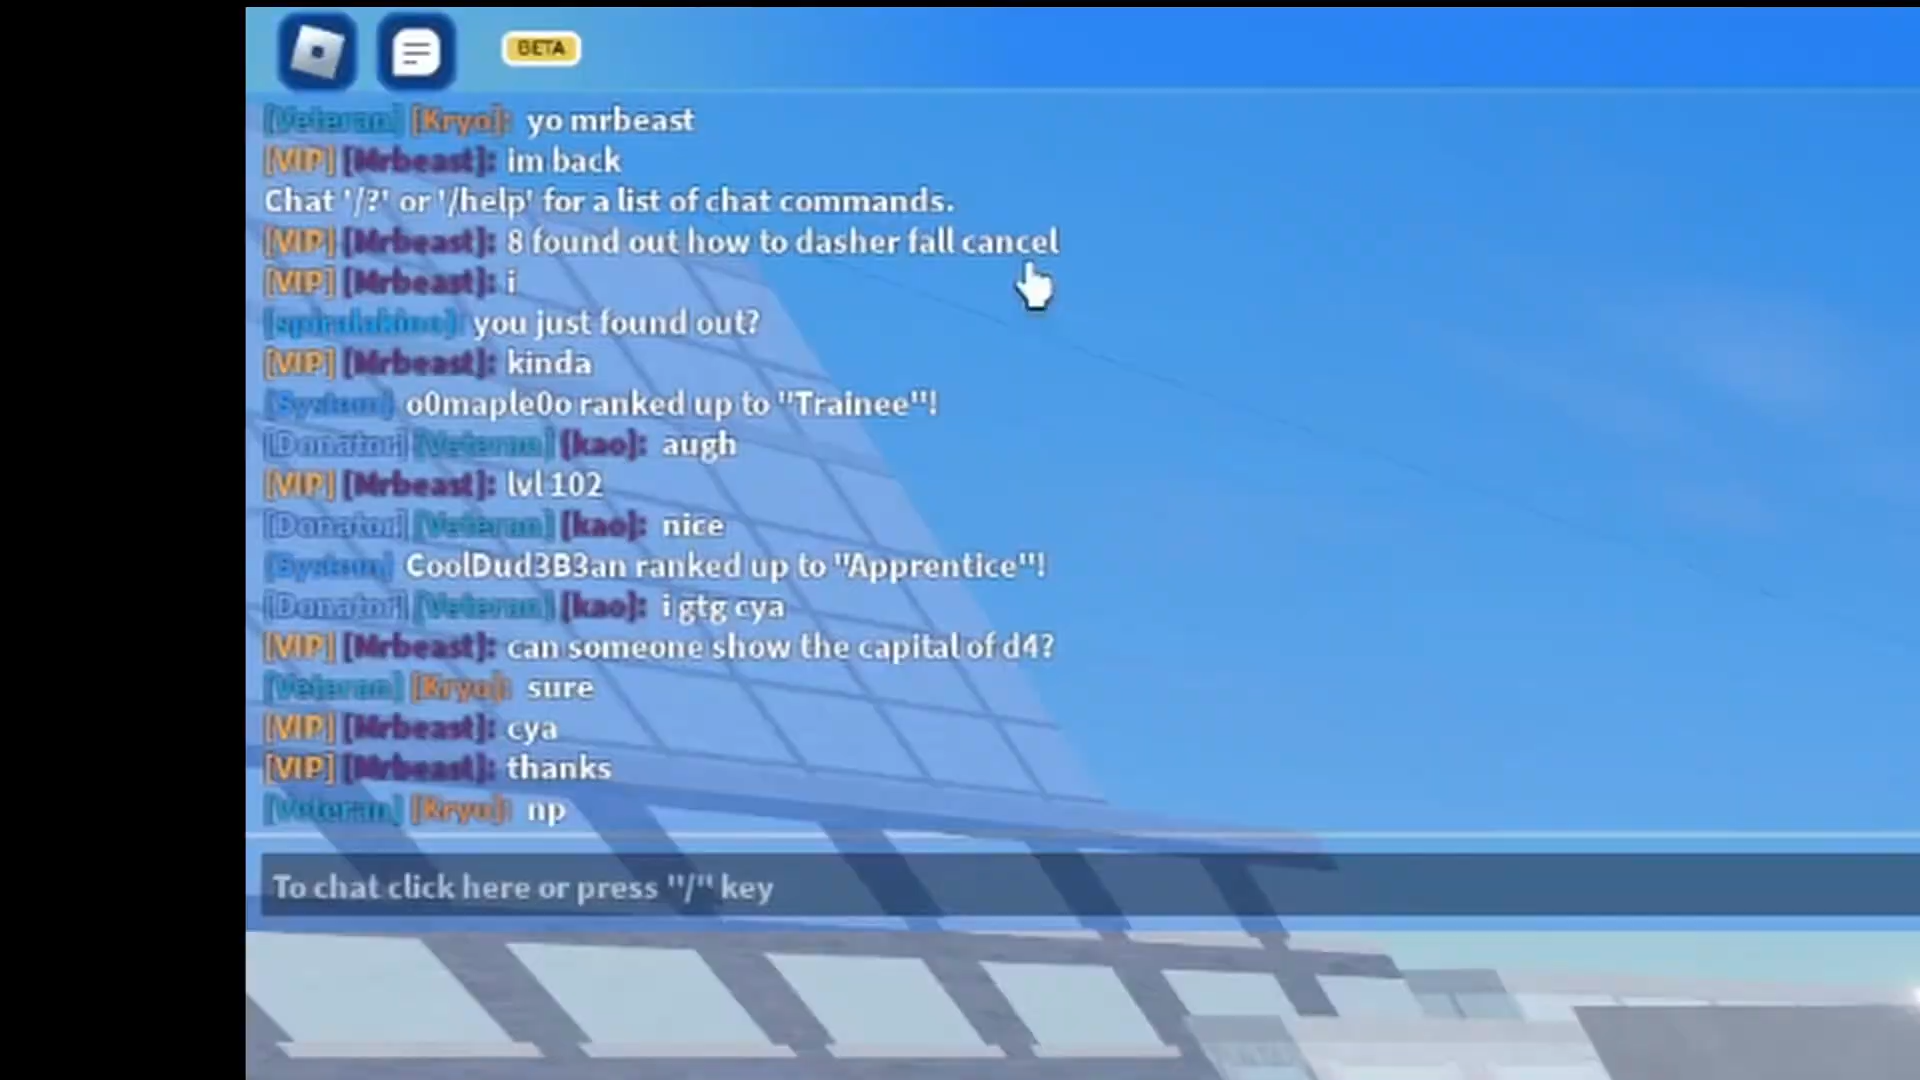 BETA
[Veteran] [Kryo]: yo mrbeast
[VIP] [Mrbeast]: im back
Chat '/?' or '/help' for a list of chat commands.
[VIP] [Mrbeast]: 8 found out how to dasher fall cancel
[VIP] [Mrbeast]: i
[spiralakino]: you just found out?
[VIP] [Mrbeast]: kinda
[System] o0maple0o ranked up to "Trainee"!
[Donator] [Veteran] [kao]: augh
[VIP] [Mrbeast]: lvl 102
[Donator] [Veteran] [kao]: nice
[System] CoolDud3B3an ranked up to "Apprentice"!
[Donator] [Veteran] [kao]: i gtg cya
[VIP] [Mrbeast]: can someone show the capital of d4?
[Veteran] [Kryo]: sure
[VIP] [Mrbeast]: cya
[VIP] [Mrbeast]: thanks
[Veteran] [Kryo]: np
To chat click here or press "/" key